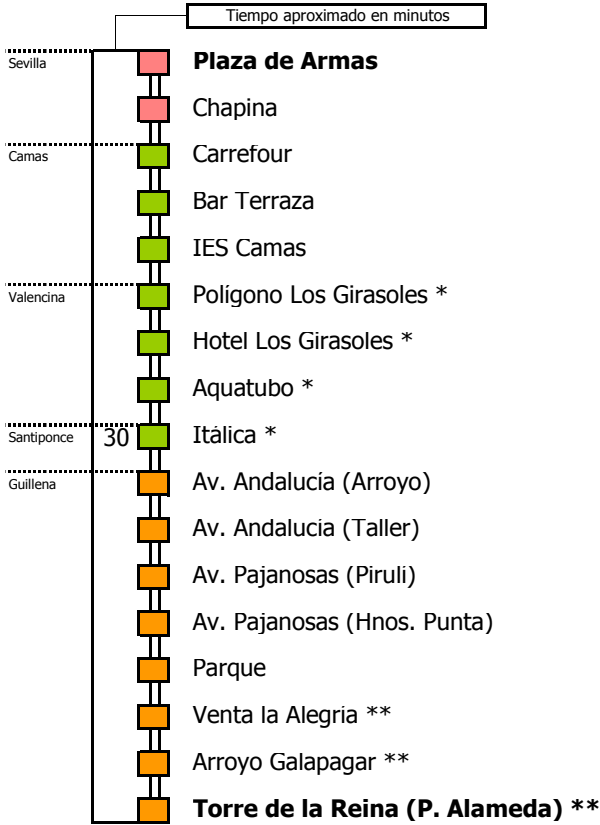 Tiempo aproximado en minutos
Sevilla
Plaza de Armas
Chapina
Camas
Carrefour
Bar Terraza
IES Camas
Valencina
Polígono Los Girasoles *
Hotel Los Girasoles *
Aquatubo *
Santiponce 30 Itálica *
Guillena
Av. Andalucía (Arroyo)
Av. Andalucia (Taller)
Av. Pajanosas (Piruli)
Av. Pajanosas (Hnos. Punta)
Parque
Venta la Alegria **
Arroyo Galapagar **
Torre de la Reina (P. Alameda) **